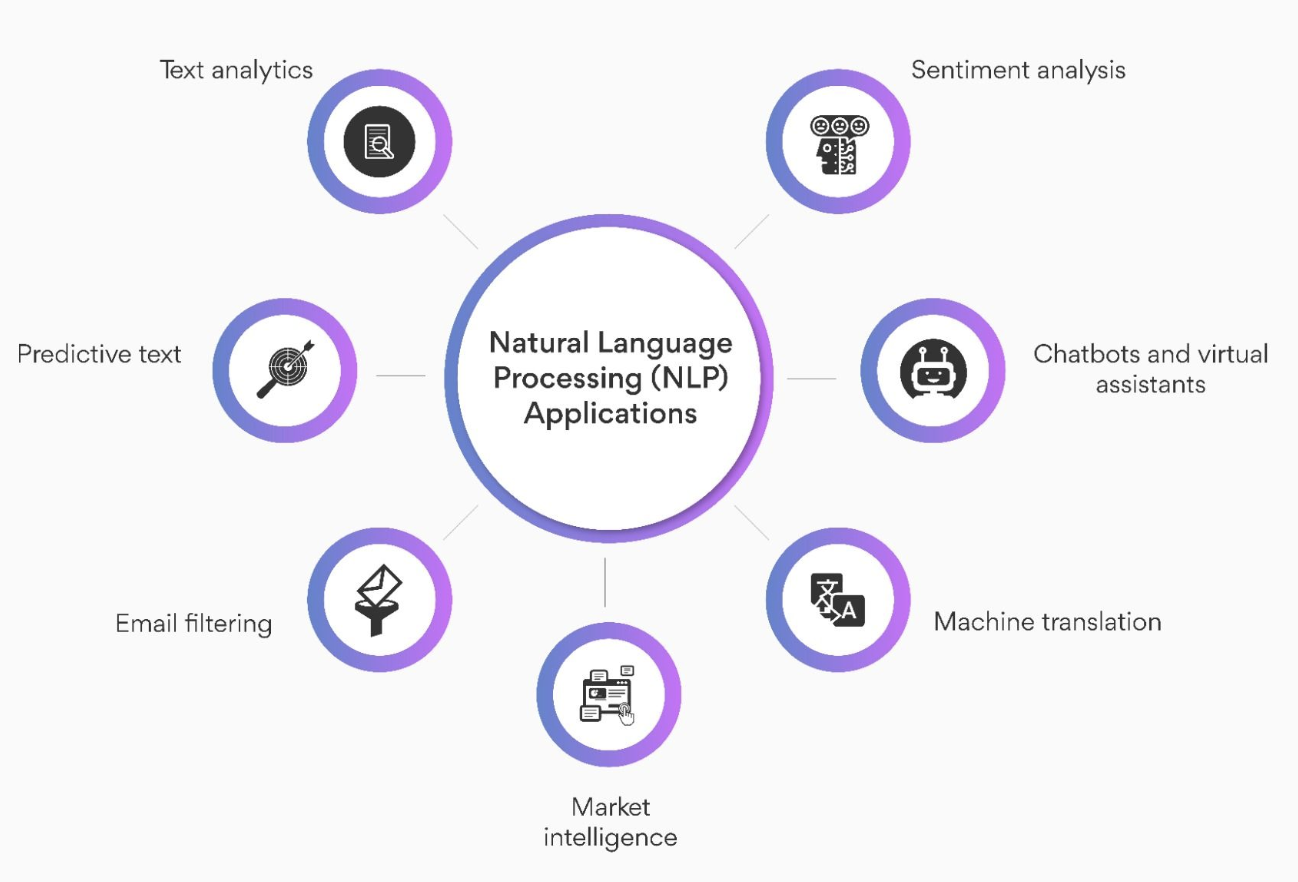 Text analytics
Sentiment analysis
Natural Language
Processing (NLP)
Applications
Predictive text
Chatbots and virtual
assistants
Email filtering
Machine translation
文
A
Market
intelligence